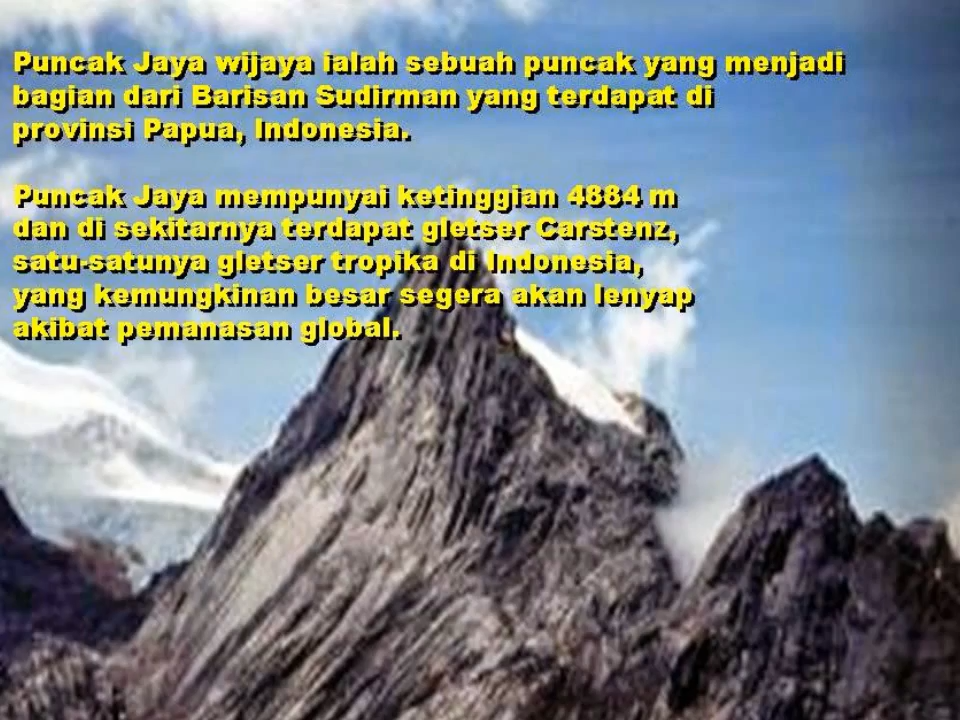 Puncak Jaya wijaya ialah sebuah puncak yang menjadi
bagian dari Barisan Sudirman yang terdapat di
provinsi Papua, Indonesia.
Puncak Jaya mempunyai ketinggian 4884 m
dan di sekitarnya terdapat gletser Carstenz,
satu-satunya gletser tropika di Indonesia,
yang kemungkinan besar segera akan lenyap
akibat pemanasan global.